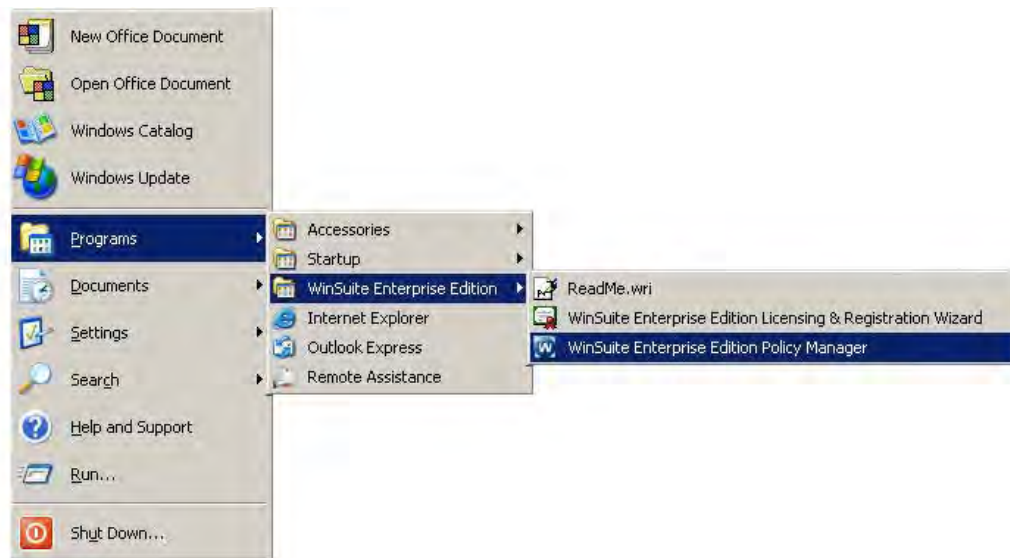 New Office Document
Open Office Document
Windows Catalog
Windows Update
Programs
Documents
Settings
Search
Help and Support
Run...
Shut Down...
Accessories
Startup
WinSuite Enterprise Edition
Internet Explorer
Outlook Express
Remote Assistance
ReadMe.wri
WinSuite Enterprise Edition Licensing & Registration Wizard
WinSuite Enterprise Edition Policy Manager